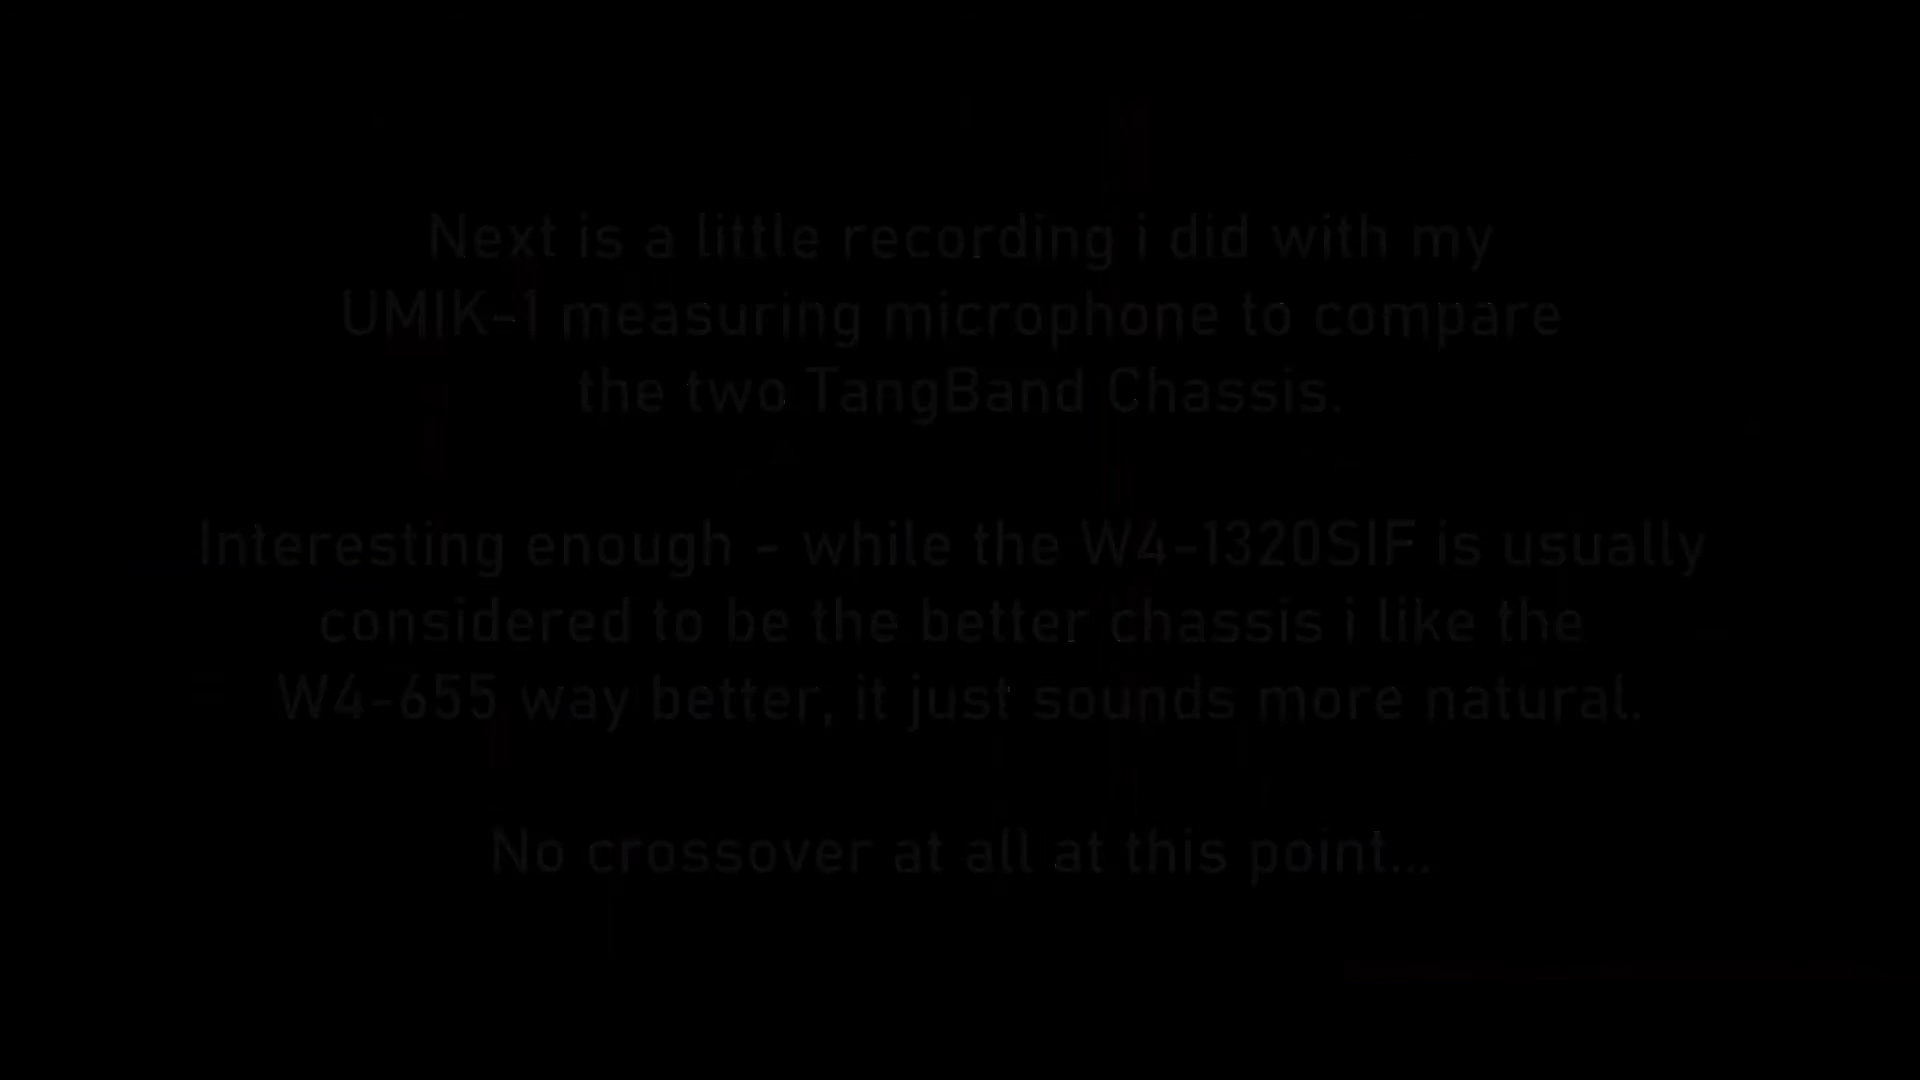 Next is a little recording i did with my
UMIK-1 measuring microphone to compare
the two TangBand Chassis.
Interesting enough - while the W4-1320SIF is usually
considered to be the better chassis i like the
W4-655 way better, it just sounds more natural.
No crossover at all at this point...